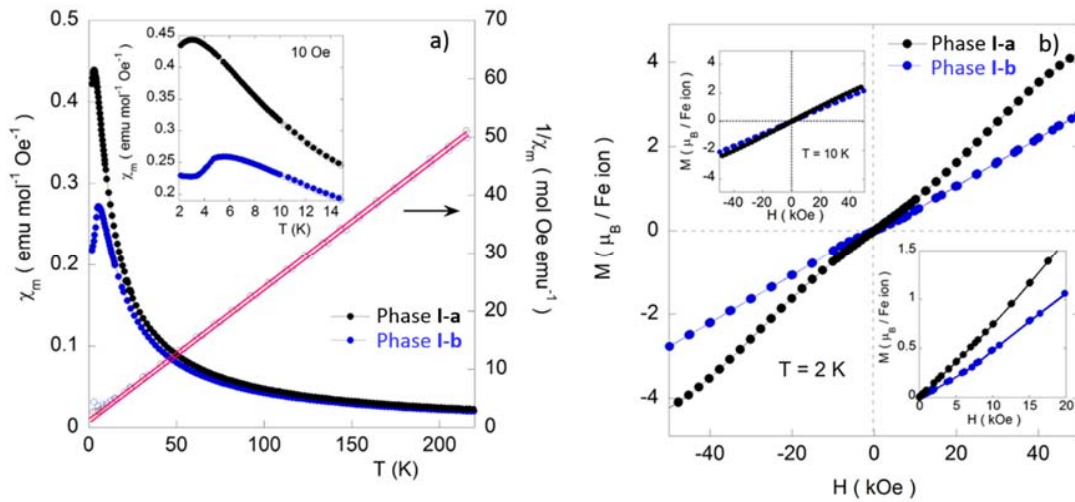 a)
0.5
0.4
0.3
0.2
0.1
0
χm ( emu mol-1 Oe-1 )
70
60
50
40
30
20
10
0
1/χm ( mol Oe emu-1 )
0 50 100 150 200
T (K)
Phase I-a
Phase I-b
10 Oe
0.45
0.40
0.35
0.30
0.25
0.20
χm ( emu mol-1 Oe-1 )
2 4 6 8 10 12 14
T (K)
b)
Phase I-a
Phase I-b
4
2
0
-2
-4
M ( μB / Fe ion )
-40 -20 0 20 40
H ( kOe )
T = 2 K
4
2
0
-2
-4
M ( μB / Fe ion )
-40 -20 0 20 40
H ( kOe )
T = 10 K
1.5
1
0.5
0
M ( μB / Fe ion )
0 5 10 15 20
H ( kOe )